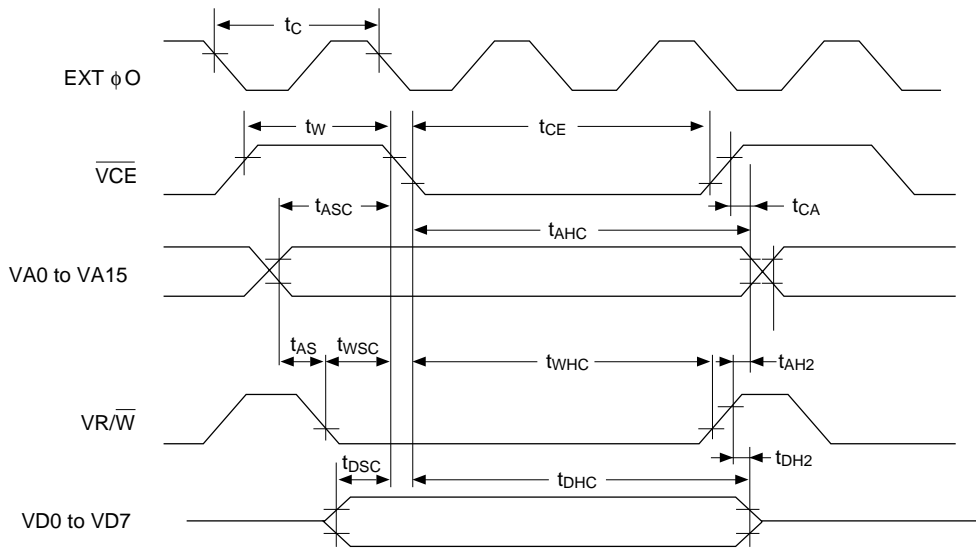 tC
EXT ϕO
tW
tCE
VCE
tASC
tCA
tAHC
VA0 to VA15
tAS
tWSC
tWHC
tAH2
VR/W
tDSC
tDH2
tDHC
VD0 to VD7